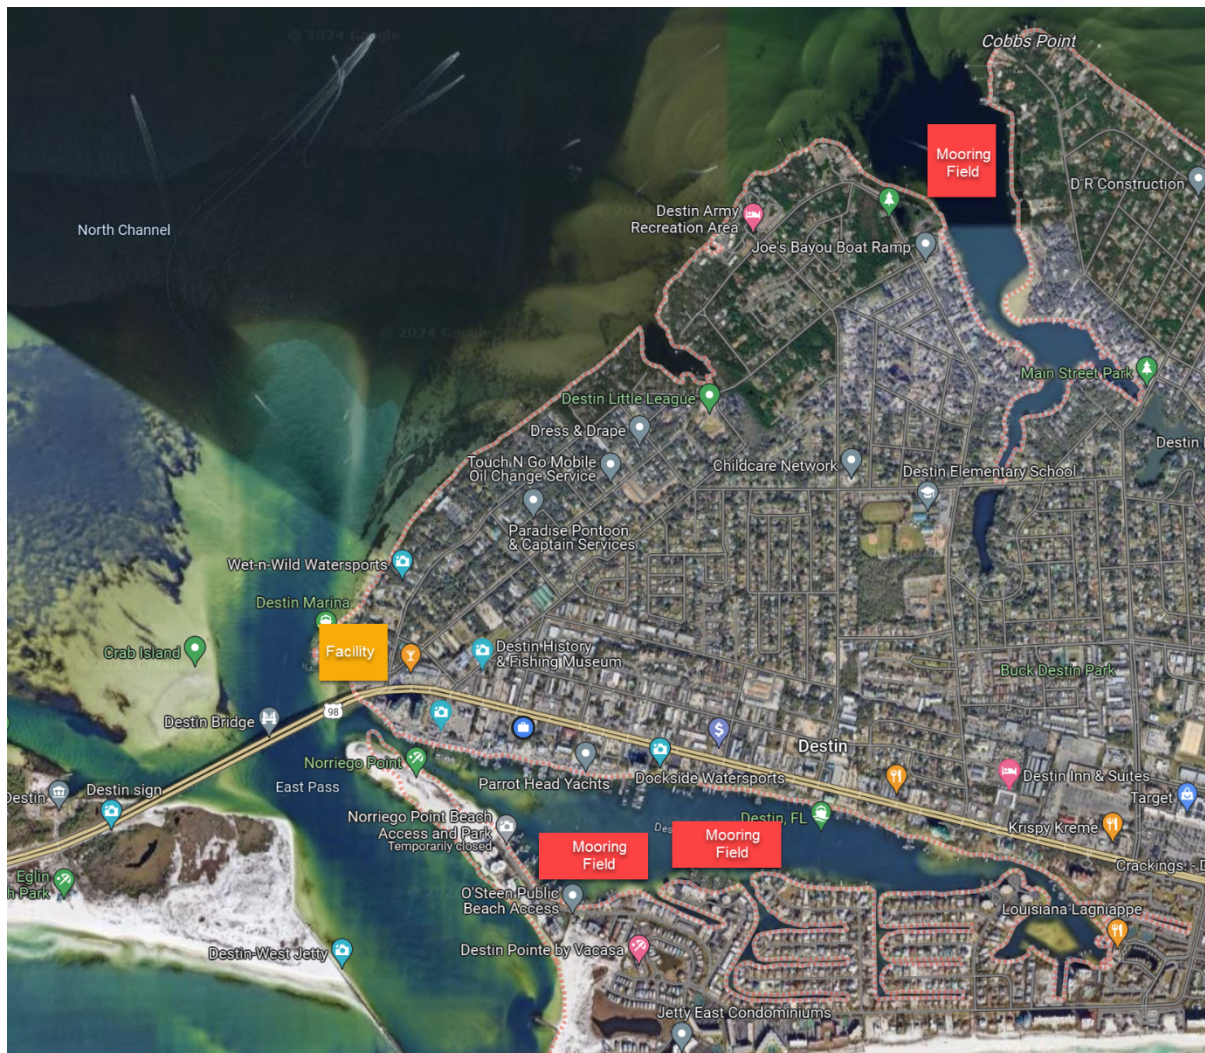 © 2024 Google
Cobbs Point
Mooring
Field
D R Construction
Destin Army
Recreation Area
North Channel
Joe's Bayou Boat Ramp
© 2024 Google
Main Street Park
Destin Little League
Dress & Drape
Touch N Go Mobile
Oil Change Service
Childcare Network
Destin Elementary School
Paradise Pontoon
& Captain Services
Wet-n-Wild Watersports
Destin Marina
Facility
Crab Island
Destin History
& Fishing Museum
Buck Destin Park
98
Destin Bridge
Destin
Norriego Point
East Pass
Parrot Head Yachts
Dockside Watersports
Destin Inn & Suites
Destin
Destin sign
Target
Norriego Point Beach
Access and Park
Temporarily closed
Destin, FL
Krispy Kreme
Mooring
Field
Mooring
Field
Crackings. - D
Eglin
h Park
O'Steen Public
Beach Access
Louisiana Lagniappe
Destin-West Jetty
Destin Pointe by Vacasa
Jetty East Condominiums